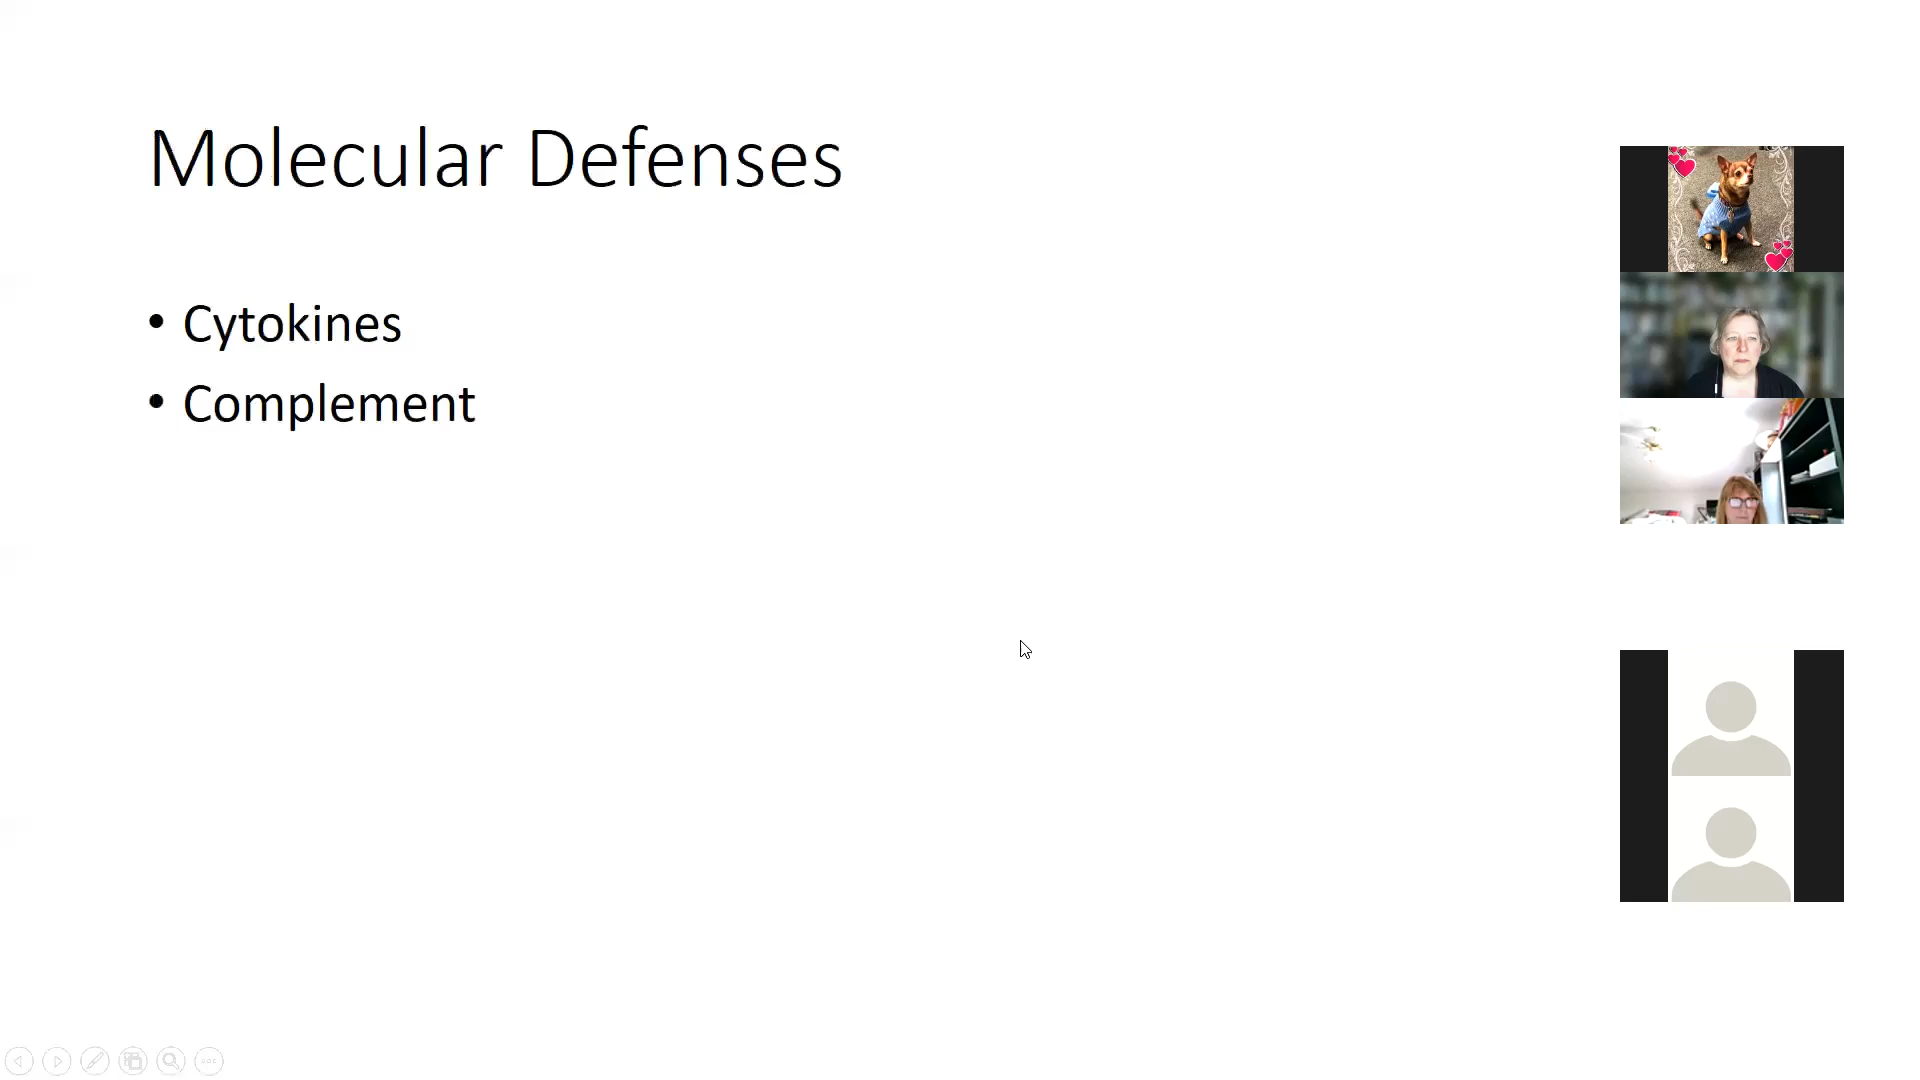 Molecular Defenses
• Cytokines
• Complement